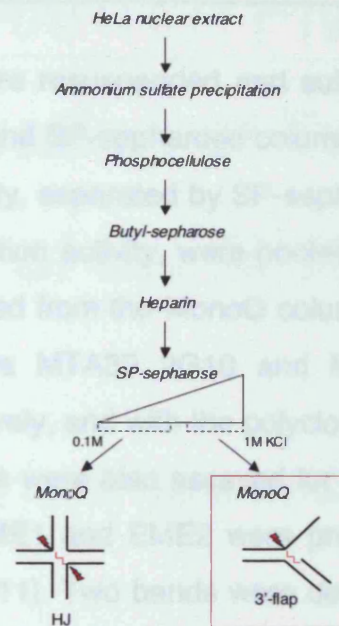 HeLa nuclear extract
Ammonium sulfate precipitation
Phosphocellulose
Butyl-sepharose
Heparin
SP-sepharose
0.1M 1M KCl
MonoQ MonoQ
HJ 3'-flap